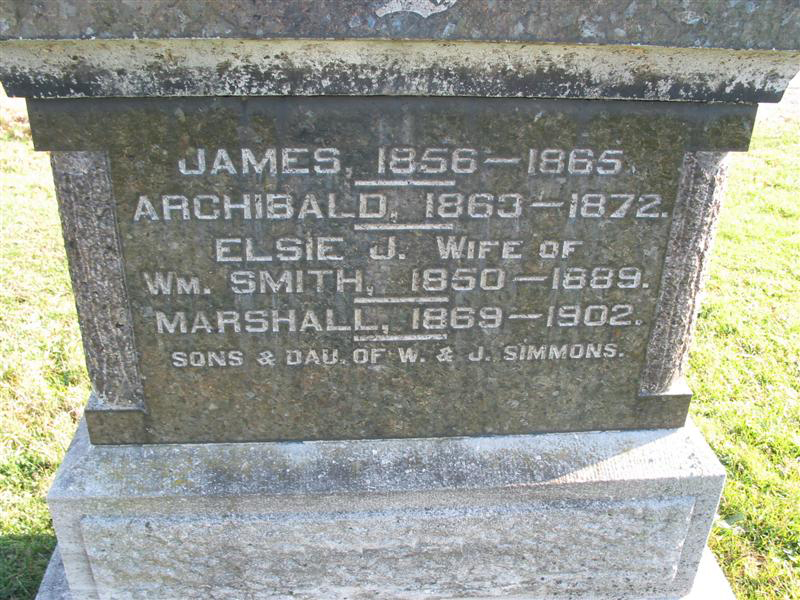 JAMES, 1856–1865.
ARCHIBALD, 1863–1872.
ELSIE J. WIFE OF
WM. SMITH, 1850–1889.
MARSHALL, 1869–1902.
SONS & DAU. OF W. & J. SIMMONS.